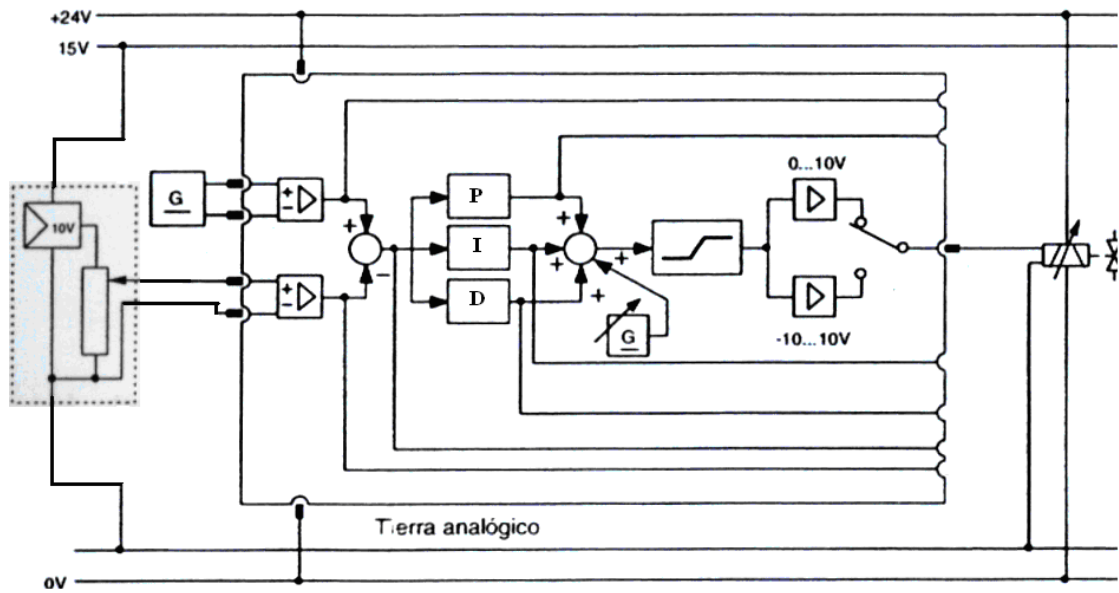 +24V
15V
0...10V
P
G
+
-
+
+
10V
I
+
+
-
+
-
D
+
+
G
-10...10V
Tierra analógico
0V